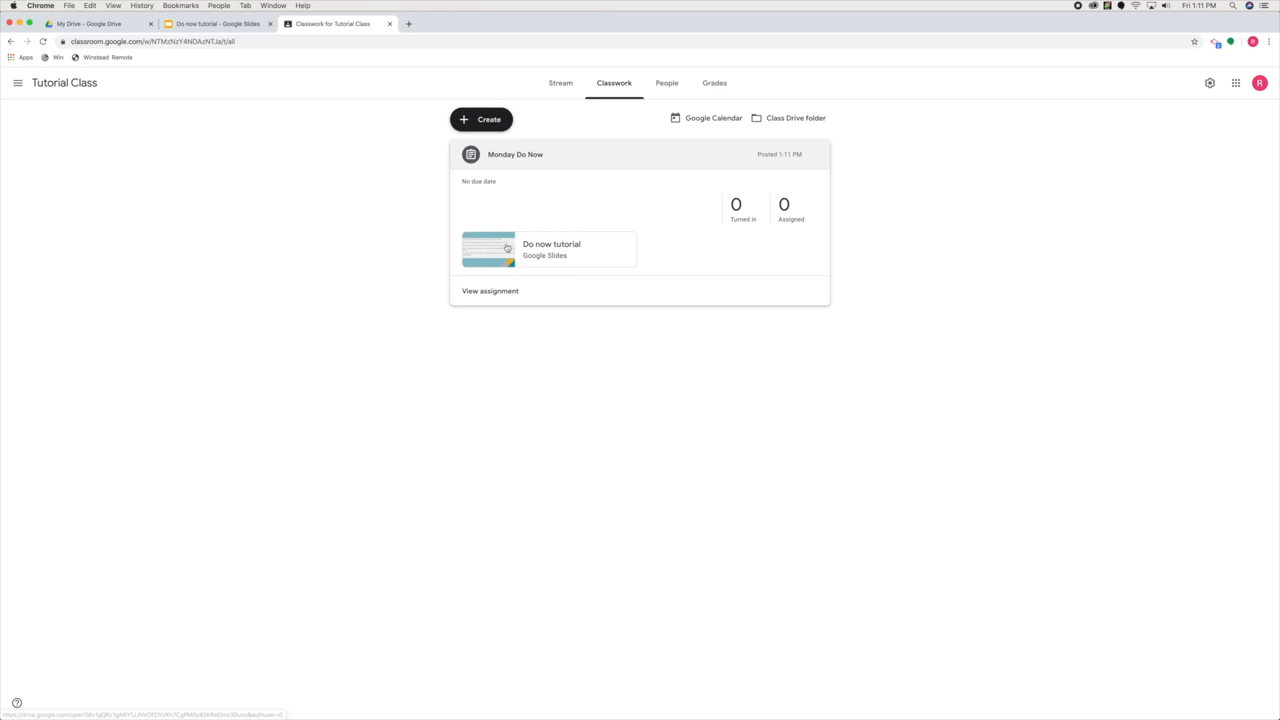 Chrome File Edit View History Bookmarks People Tab Window Help Fri 1:11 PM
My Drive - Google Drive Do now tutorial - Google Slides Classwork for Tutorial Class
classroom.google.com/w/NTMzNzY4NDAzNTJa/t/all R
Apps Win Winstead Remote
Tutorial Class Stream Classwork People Grades R
Create Google Calendar Class Drive folder
Monday Do Now Posted 1:11 PM
No due date
0 0
Turned in Assigned
Do now tutorial
Google Slides
View assignment